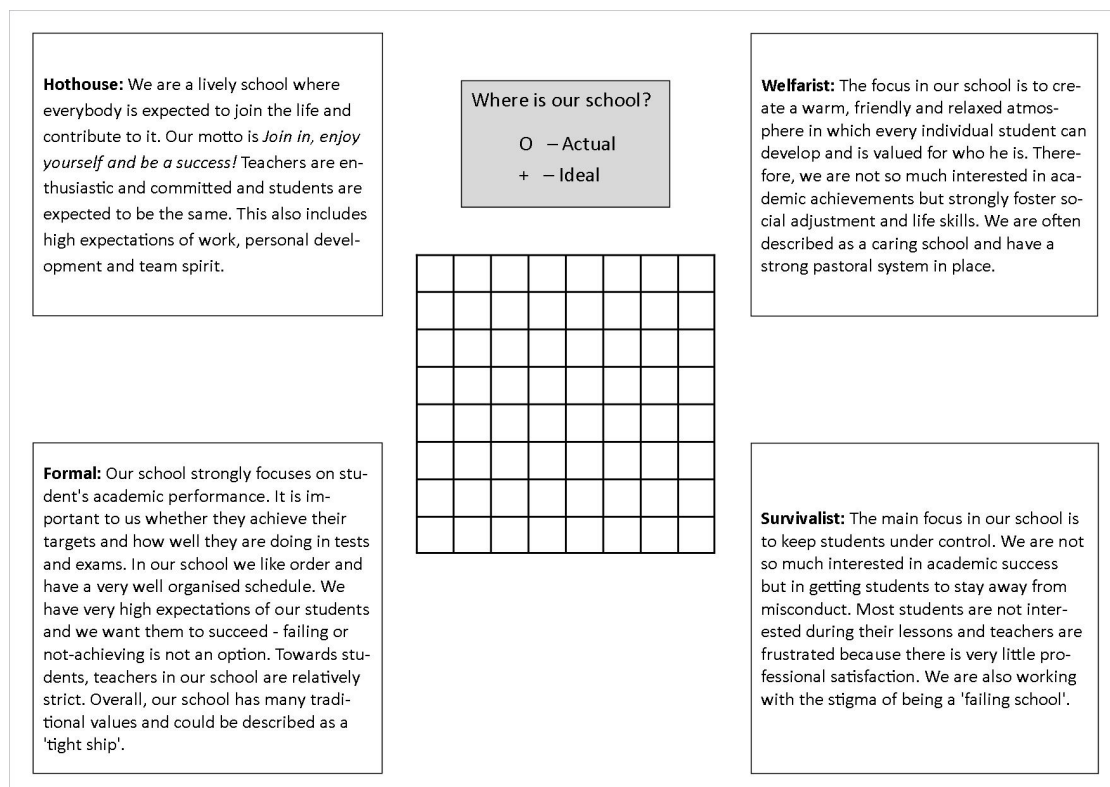 Hothouse: We are a lively school where
everybody is expected to join the life and
contribute to it. Our motto is Join in, enjoy
yourself and be a success! Teachers are en-
thusiastic and committed and students are
expected to be the same. This also includes
high expectations of work, personal devel-
opment and team spirit.
Where is our school?
O – Actual
+ – Ideal
Welfarist: The focus in our school is to cre-
ate a warm, friendly and relaxed atmos-
phere in which every individual student can
develop and is valued for who he is. There-
fore, we are not so much interested in aca-
demic achievements but strongly foster so-
cial adjustment and life skills. We are often
described as a caring school and have a
strong pastoral system in place.
Formal: Our school strongly focuses on stu-
dent's academic performance. It is im-
portant to us whether they achieve their
targets and how well they are doing in tests
and exams. In our school we like order and
have a very well organised schedule. We
have very high expectations of our students
and we want them to succeed - failing or
not-achieving is not an option. Towards stu-
dents, teachers in our school are relatively
strict. Overall, our school has many tradi-
tional values and could be described as a
'tight ship'.
Survivalist: The main focus in our school is
to keep students under control. We are not
so much interested in academic success
but in getting students to stay away from
misconduct. Most students are not inter-
ested during their lessons and teachers are
frustrated because there is very little pro-
fessional satisfaction. We are also working
with the stigma of being a 'failing school'.